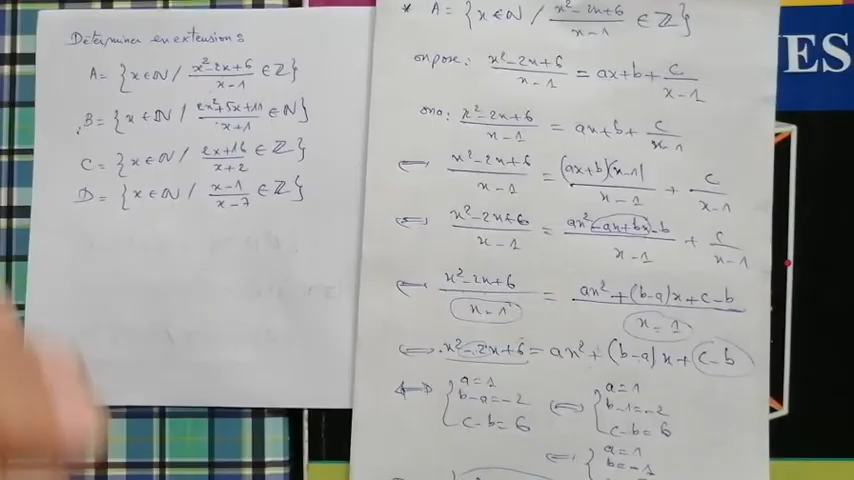 Déterminer en extension :
A = {x ∈ ℕ / (x² - 2x + 6)/(x - 1) ∈ ℤ}
B = {x ∈ ℕ / (2x² + 5x + 11)/(x + 1) ∈ ℕ}
C = {x ∈ ℕ / (2x + 16)/(x + 2) ∈ ℤ}
D = {x ∈ ℕ / (x - 1)/(x - 7) ∈ ℤ}
* A = {x ∈ ℕ / (x² - 2x + 6)/(x - 1) ∈ ℤ}
on pose: (x² - 2x + 6)/(x - 1) = ax + b + c/(x - 1)
on a: (x² - 2x + 6)/(x - 1) = ax + b + c/(x - 1)
⟺ (x² - 2x + 6)/(x - 1) = (ax + b)(x - 1)/(x - 1) + c/(x - 1)
⟺ (x² - 2x + 6)/(x - 1) = (ax² - ax + bx - b)/(x - 1) + c/(x - 1)
⟺ (x² - 2x + 6)/(x - 1) = (ax² + (b - a)x + c - b)/(x - 1)
⟺ x² - 2x + 6 = ax² + (b - a)x + c - b
⟺ { a = 1 ⟺ { a = 1
b - a = -2 b - 1 = -2
c - b = 6 c - b = 6
⟺ { a = 1
b = -1
ES